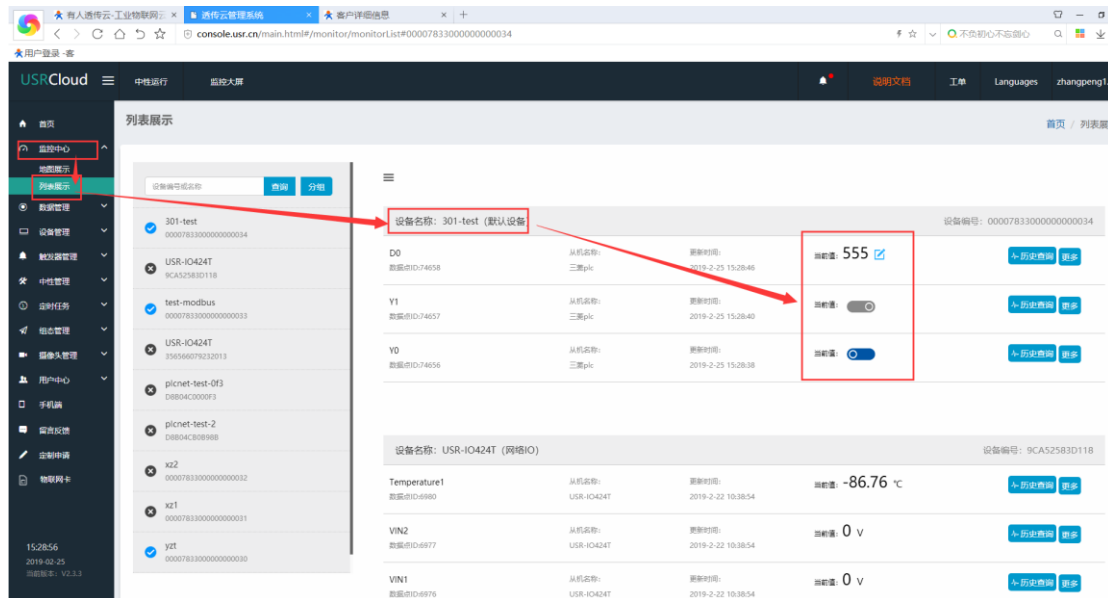 有人透传云-工业物联网云 ×
透传云管理系统 ×
客户详细信息 ×
console.usr.cn/main.html#/monitor/monitorList#00007833000000000034
不负初心不忘剑心
用户登录 -客
USRCloud
中性运行
监控大屏
说明文档
工单
Languages
zhangpeng1.
首页
监控中心
地图展示
列表展示
数据管理
设备管理
触发器管理
中性管理
定时任务
组态管理
摄像头管理
用户中心
手机端
留言反馈
定制申请
物联网卡
15:28:56
2019-02-25
当前版本：V2.3.3
列表展示
首页 / 列表展
设备编号或名称
查询
分组
301-test
00007833000000000034
USR-IO424T
9CA52583D118
test-modbus
00007833000000000033
USR-IO424T
356566079232013
plcnet-test-0f3
D8B04C0000F3
plcnet-test-2
D8B04CB0B98B
xz2
00007833000000000032
xz1
00007833000000000031
yzt
00007833000000000030
设备名称：301-test（默认设备
设备编号：00007833000000000034
D0
数据点ID:74658
从机名称：
三菱plc
更新时间：
2019-2-25 15:28:46
当前值：555
历史查询 更多
Y1
数据点ID:74657
从机名称：
三菱plc
更新时间：
2019-2-25 15:28:40
当前值：
历史查询 更多
Y0
数据点ID:74656
从机名称：
三菱plc
更新时间：
2019-2-25 15:28:38
当前值：
历史查询 更多
设备名称：USR-IO424T（网络IO）
设备编号：9CA52583D118
Temperature1
数据点ID:6980
从机名称：
USR-IO424T
更新时间：
2019-2-22 10:38:54
当前值：-86.76 ℃
历史查询 更多
VIN2
数据点ID:6977
从机名称：
USR-IO424T
更新时间：
2019-2-22 10:38:54
当前值：0 V
历史查询 更多
VIN1
数据点ID:6976
从机名称：
USR-IO424T
更新时间：
2019-2-22 10:38:54
当前值：0 V
历史查询 更多